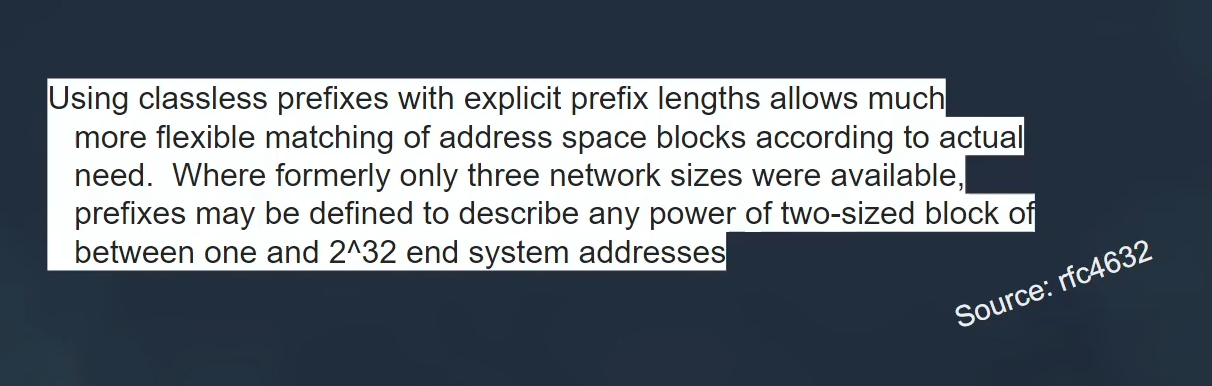 Using classless prefixes with explicit prefix lengths allows much
more flexible matching of address space blocks according to actual
need.  Where formerly only three network sizes were available,
prefixes may be defined to describe any power of two-sized block of
between one and 2^32 end system addresses
Source: rfc4632